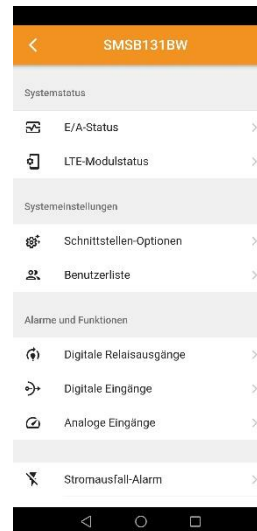 SMSB131BW
Systemstatus
E/A-Status
LTE-Modulstatus
Systemeinstellungen
Schnittstellen-Optionen
Benutzerliste
Alarme und Funktionen
Digitale Relaisausgänge
Digitale Eingänge
Analoge Eingänge
Stromausfall-Alarm